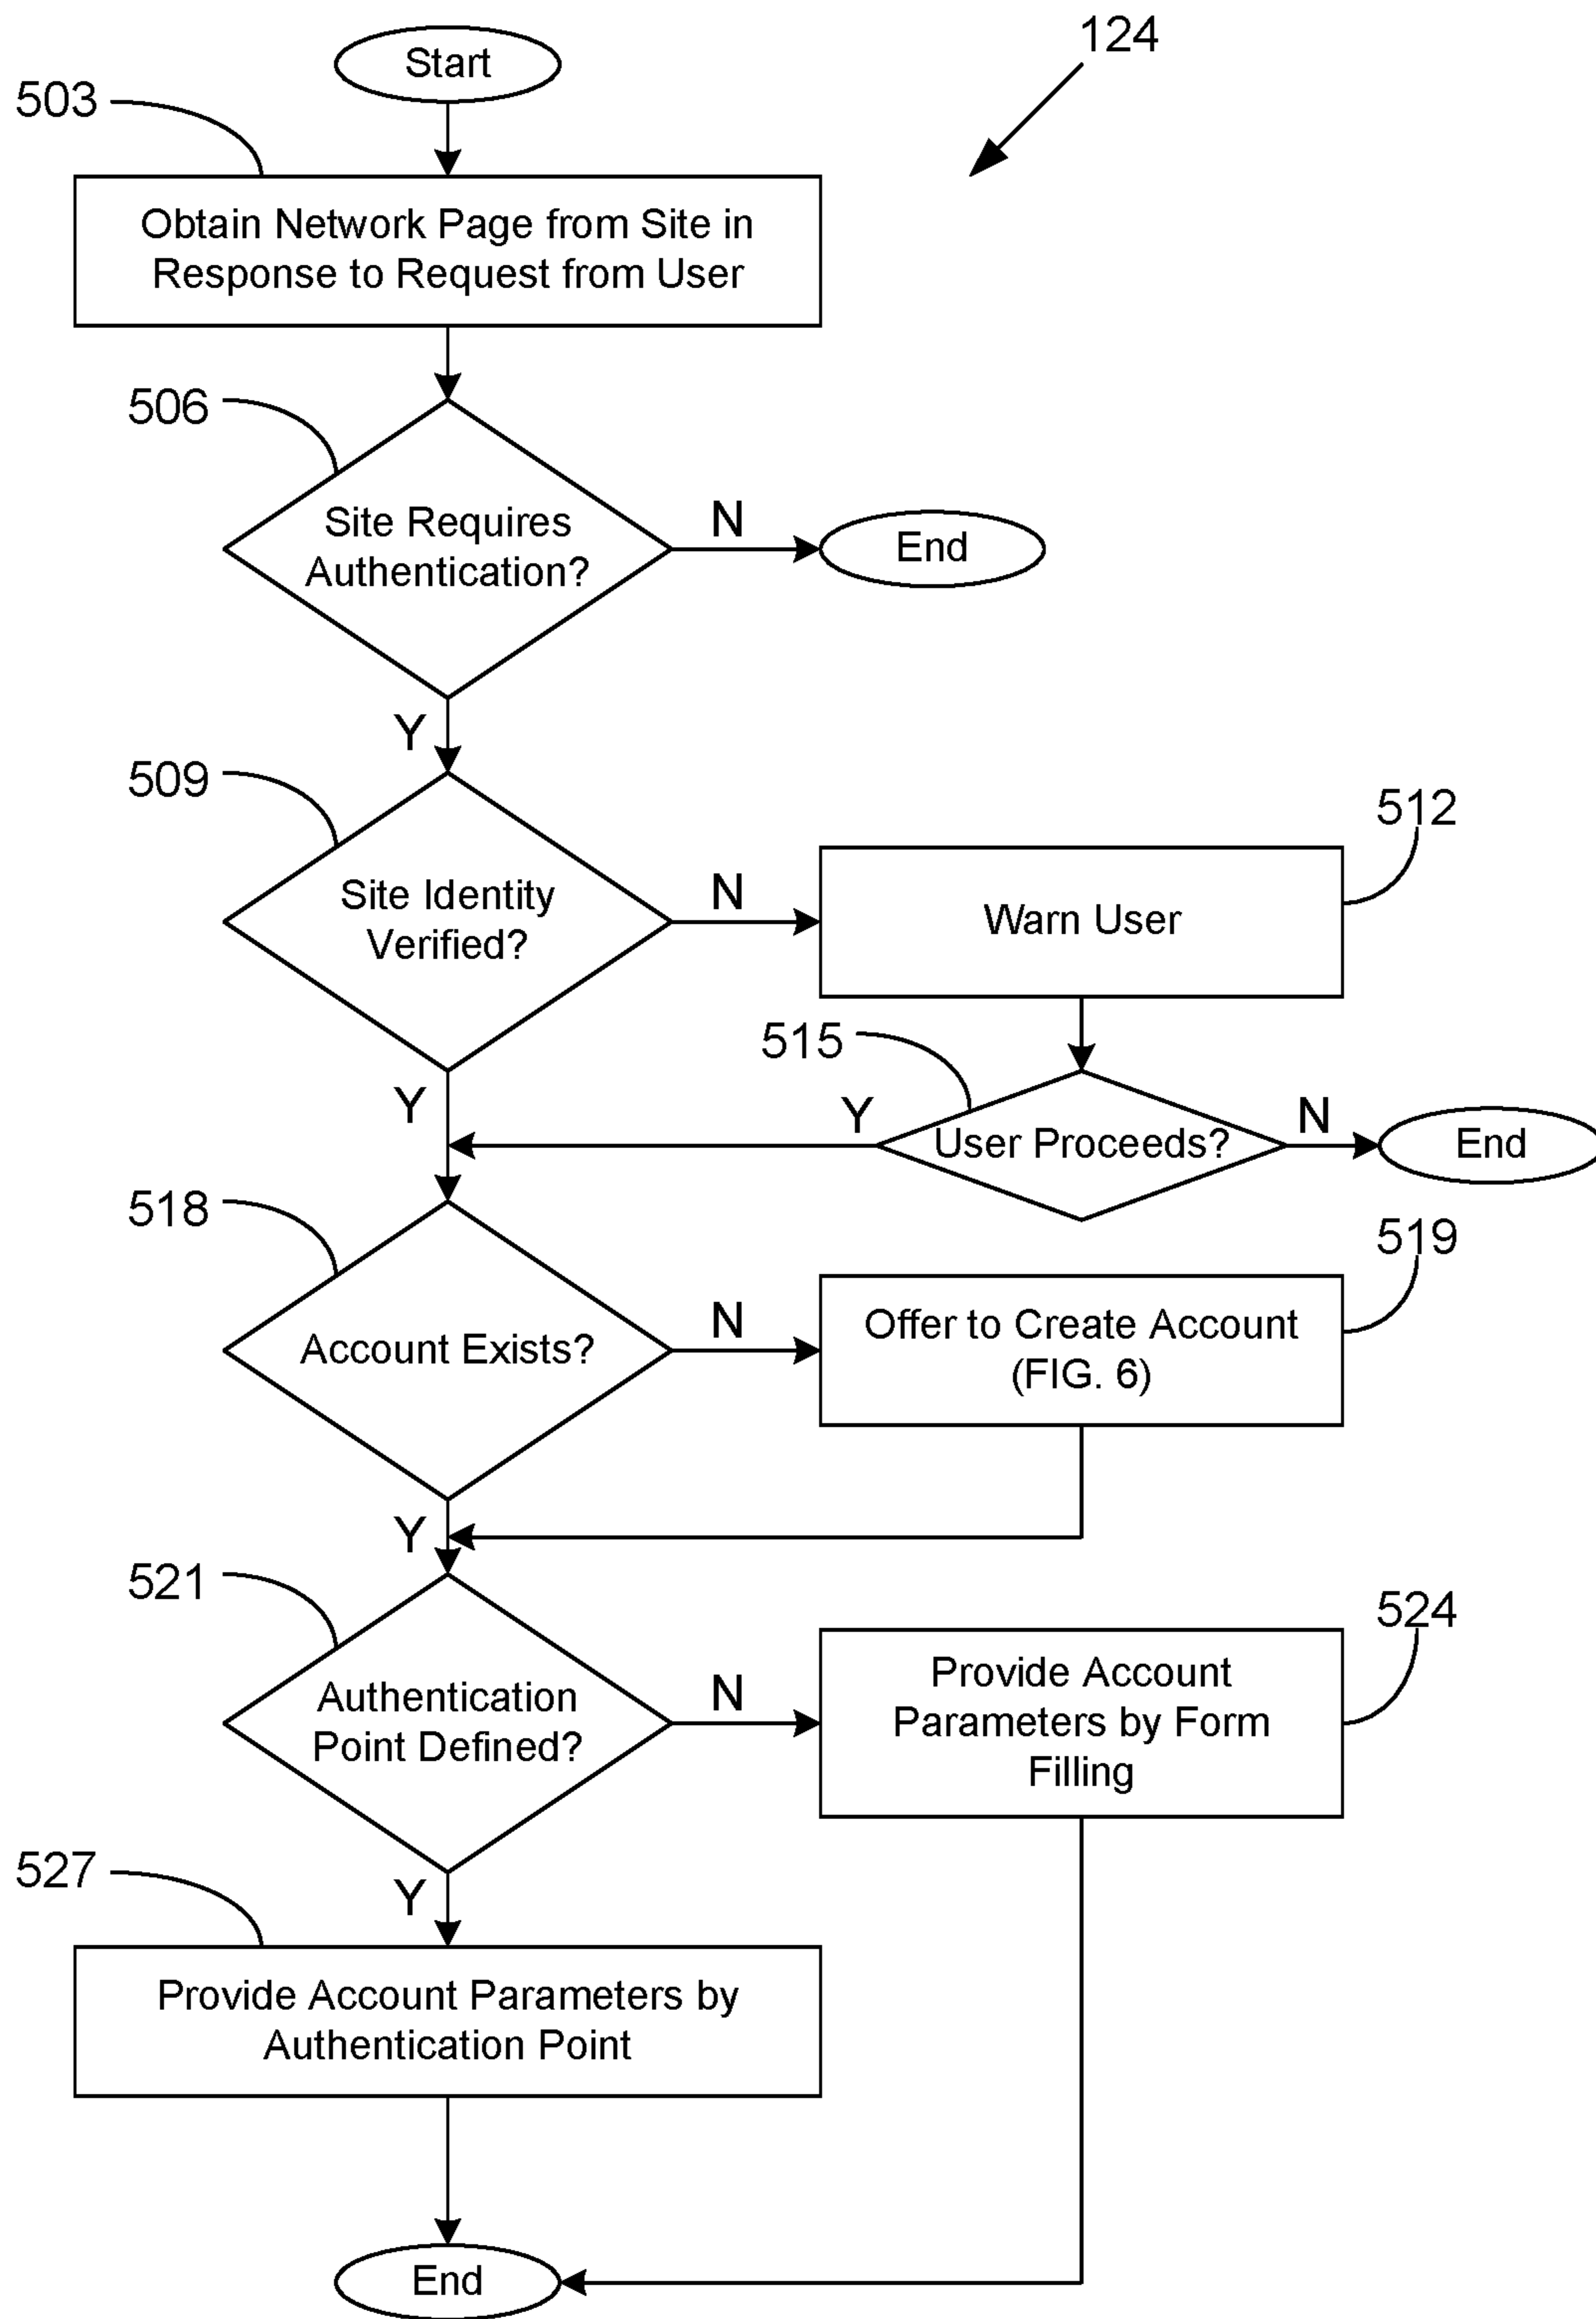 124
Start
503
Obtain Network Page from Site in
Response to Request from User
506
Site Requires
Authentication?
N
End
Y
509
Site Identity
Verified?
N
512
Warn User
515
Y
Y
User Proceeds?
N
End
518
Account Exists?
N
519
Offer to Create Account
(FIG. 6)
Y
521
Authentication
Point Defined?
N
524
Provide Account
Parameters by Form
Filling
Y
527
Provide Account Parameters by
Authentication Point
End